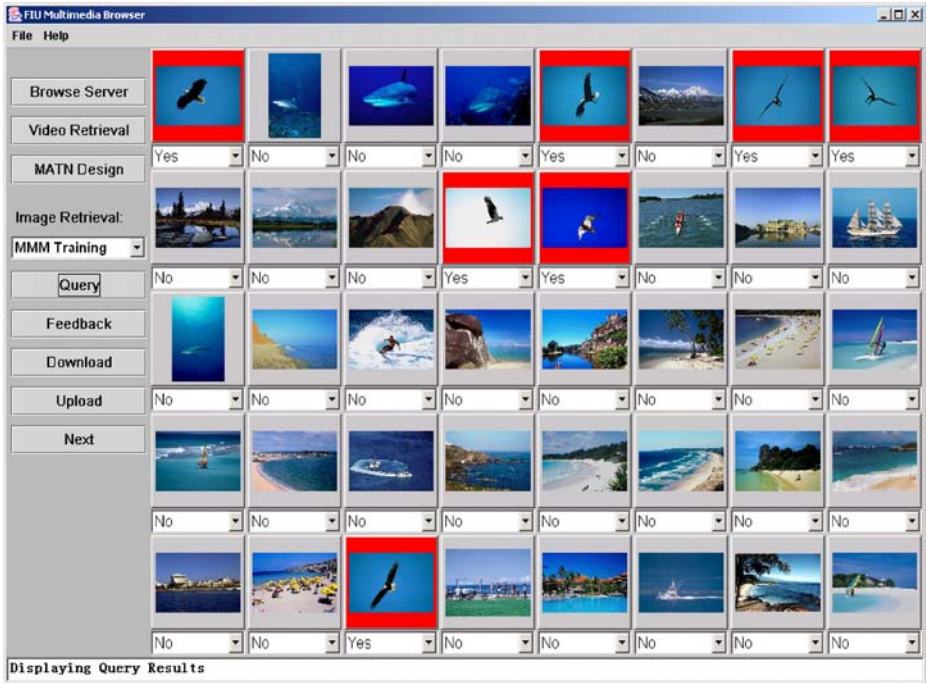 FIU Multimedia Browser
File Help
Browse Server
Video Retrieval
MATN Design
Image Retrieval:
MMM Training
Query
Feedback
Download
Upload
Next
Yes No No No Yes No Yes Yes
No No No Yes Yes No No No
No No No No No No No No
No No No No No No No No
No No Yes No No No No No
Displaying Query Results